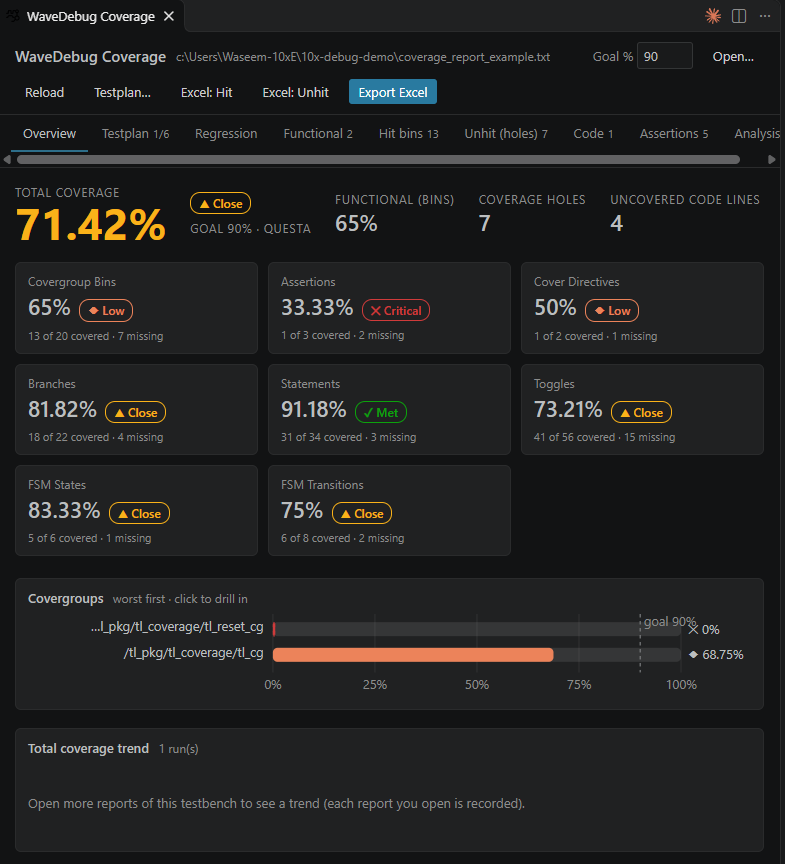 WaveDebug Coverage
WaveDebug Coverage c:\Users\Waseem-10xE\10x-debug-demo\coverage_report_example.txt Goal % 90 Open...
Reload Testplan... Excel: Hit Excel: Unhit Export Excel
Overview Testplan 1/6 Regression Functional 2 Hit bins 13 Unhit (holes) 7 Code 1 Assertions 5 Analysis
TOTAL COVERAGE
71.42%
Close
GOAL 90% · QUESTA
FUNCTIONAL (BINS)
65%
COVERAGE HOLES
7
UNCOVERED CODE LINES
4
Covergroup Bins
65% Low
13 of 20 covered · 7 missing
Assertions
33.33% Critical
1 of 3 covered · 2 missing
Cover Directives
50% Low
1 of 2 covered · 1 missing
Branches
81.82% Close
18 of 22 covered · 4 missing
Statements
91.18% Met
31 of 34 covered · 3 missing
Toggles
73.21% Close
41 of 56 covered · 15 missing
FSM States
83.33% Close
5 of 6 covered · 1 missing
FSM Transitions
75% Close
6 of 8 covered · 2 missing
Covergroups worst first · click to drill in
goal 90%
...l_pkg/tl_coverage/tl_reset_cg 0%
/tl_pkg/tl_coverage/tl_cg 68.75%
0% 25% 50% 75% 100%
Total coverage trend 1 run(s)
Open more reports of this testbench to see a trend (each report you open is recorded).